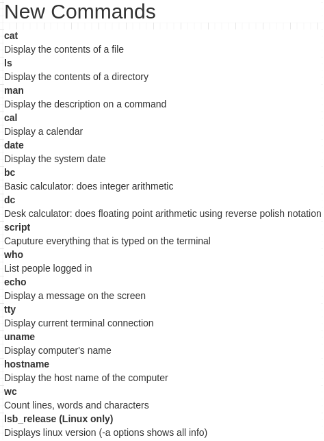 New Commands
cat
Display the contents of a file
ls
Display the contents of a directory
man
Display the description on a command
cal
Display a calendar
date
Display the system date
bc
Basic calculator: does integer arithmetic
dc
Desk calculator: does floating point arithmetic using reverse polish notation
script
Caputure everything that is typed on the terminal
who
List people logged in
echo
Display a message on the screen
tty
Display current terminal connection
uname
Display computer's name
hostname
Display the host name of the computer
wc
Count lines, words and characters
lsb_release (Linux only)
Displays linux version (-a options shows all info)